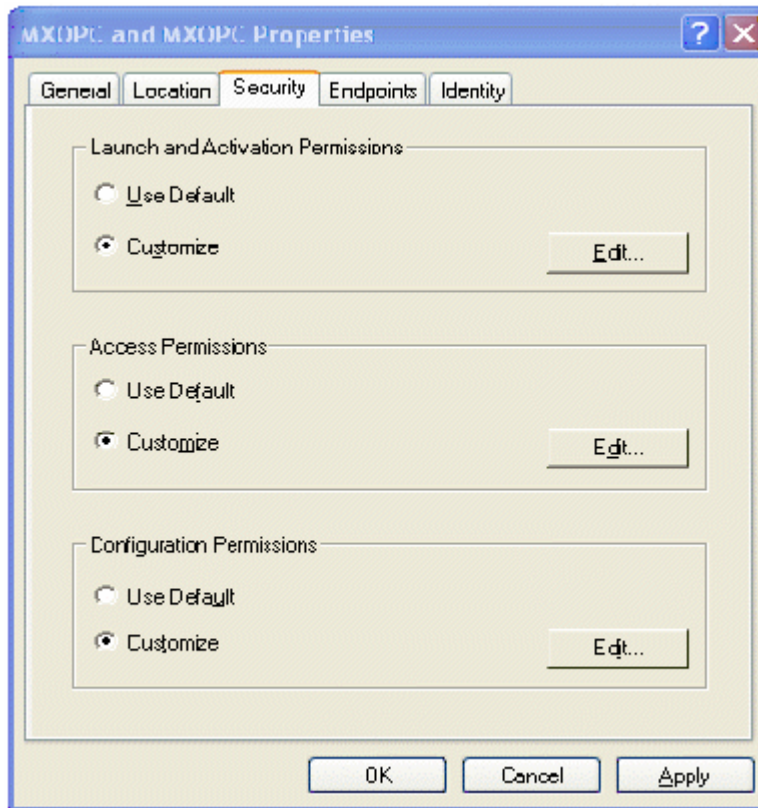 MXOPC and MXOPC Properties
General Location Security Endpoints Identity
Launch and Activation Permissions
Use Default
Customize
Edit...
Access Permissions
Use Default
Customize
Edit...
Configuration Permissions
Use Default
Customize
Edit...
OK Cancel Apply